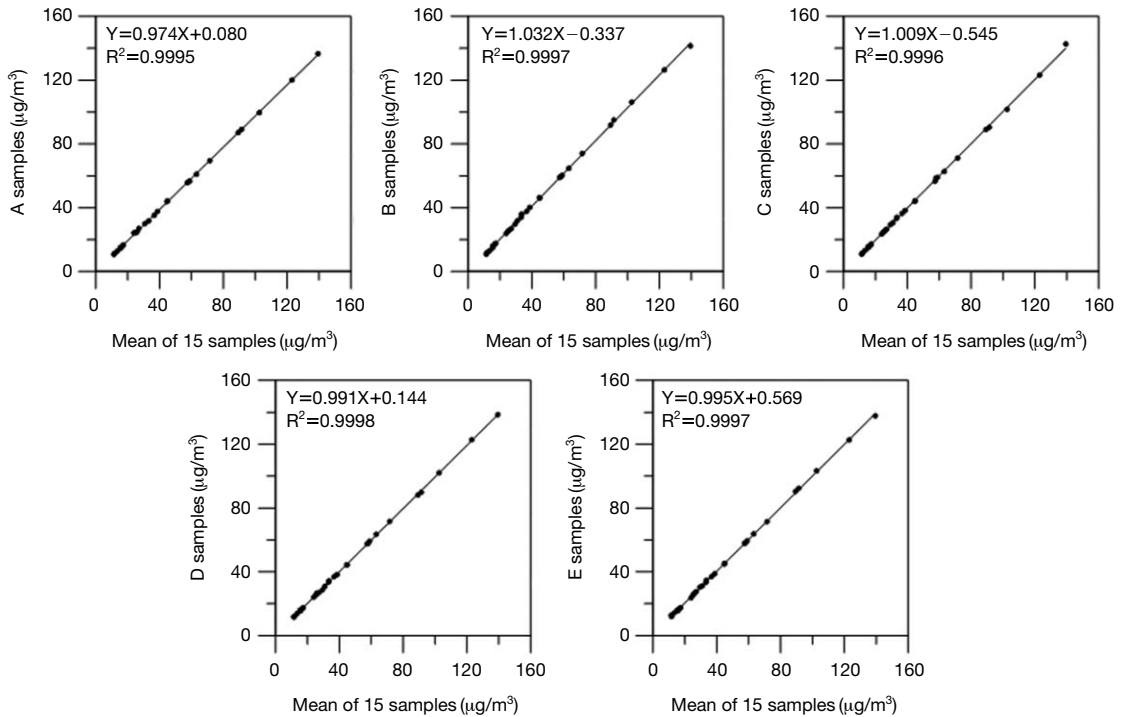 Y=0.974X+0.080
R²=0.9995
A samples (μg/m³)
160
120
80
40
0
0 40 80 120 160
Mean of 15 samples (μg/m³)
Y=1.032X−0.337
R²=0.9997
B samples (μg/m³)
160
120
80
40
0
0 40 80 120 160
Mean of 15 samples (μg/m³)
Y=1.009X−0.545
R²=0.9996
C samples (μg/m³)
160
120
80
40
0
0 40 80 120 160
Mean of 15 samples (μg/m³)
Y=0.991X+0.144
R²=0.9998
D samples (μg/m³)
160
120
80
40
0
0 40 80 120 160
Mean of 15 samples (μg/m³)
Y=0.995X+0.569
R²=0.9997
E samples (μg/m³)
160
120
80
40
0
0 40 80 120 160
Mean of 15 samples (μg/m³)